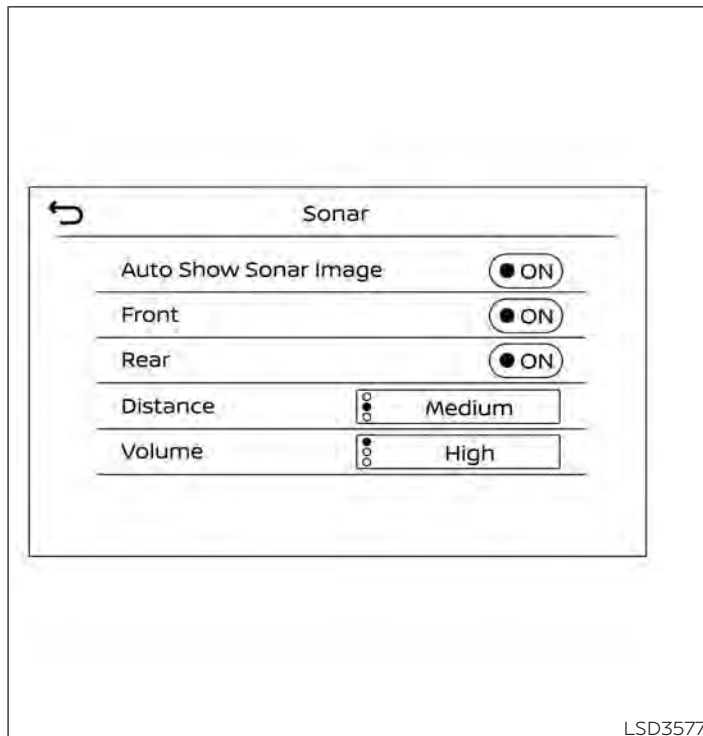 Sonar
Auto Show Sonar Image ON
Front ON
Rear ON
Distance Medium
Volume High
LSD3577